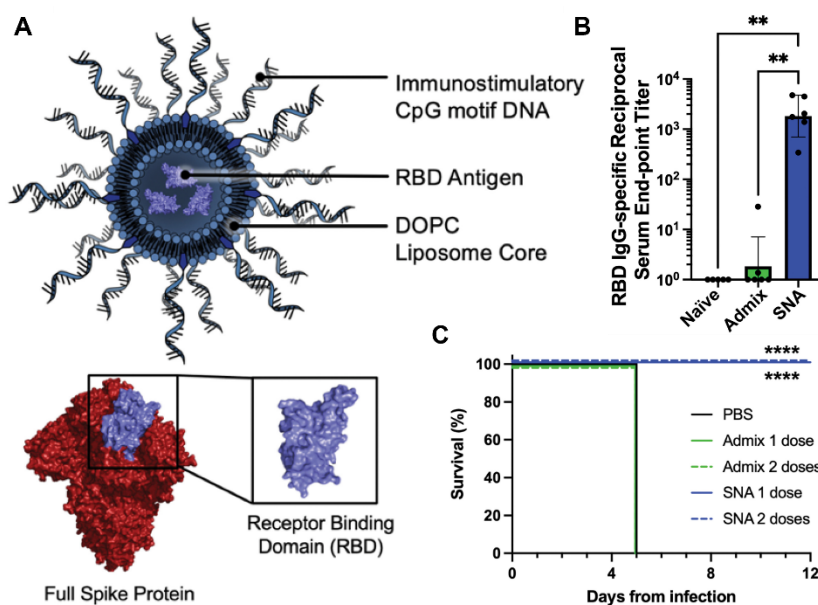 A
Immunostimulatory
CpG motif DNA
RBD Antigen
DOPC
Liposome Core
Full Spike Protein
Receptor Binding
Domain (RBD)
B
**
**
RBD IgG-specific Reciprocal
Serum End-point Titer
10⁴
10³
10²
10¹
10⁰
Naïve
Admix
SNA
C
****
****
Survival (%)
100
80
60
40
20
0
PBS
Admix 1 dose
Admix 2 doses
SNA 1 dose
SNA 2 doses
0
4
8
12
Days from infection